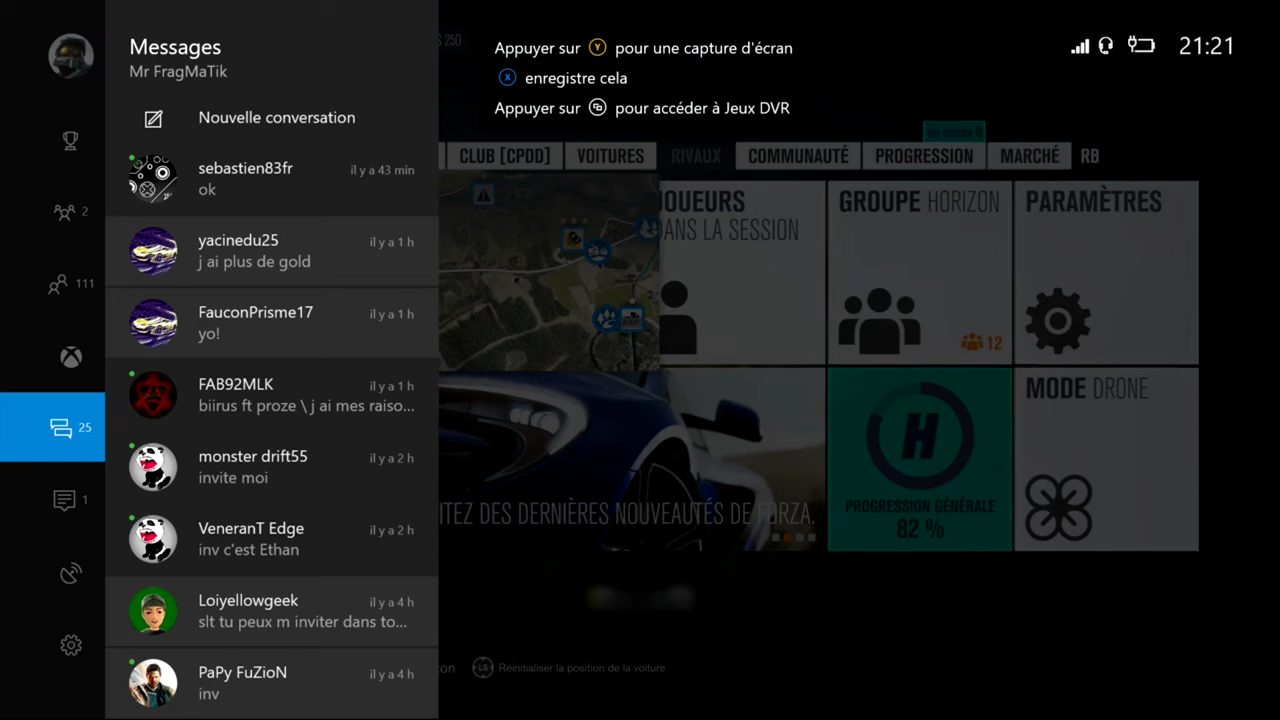 Messages
Mr FragMaTik
Nouvelle conversation
sebastien83fr il y a 43 min
ok
yacinedu25 il y a 1 h
j ai plus de gold
FauconPrisme17 il y a 1 h
yo!
FAB92MLK il y a 1 h
biirus ft proze \ j ai mes raiso...
monster drift55 il y a 2 h
invite moi
VeneranT Edge il y a 2 h
inv c'est Ethan
Loiyellowgeek il y a 4 h
slt tu peux m inviter dans to...
PaPy FuZioN il y a 4 h
inv
2
111
25
1
S 250
Appuyer sur Y pour une capture d'écran
X enregistre cela
Appuyer sur pour accéder à Jeux DVR
21:21
CLUB [CPDD] VOITURES RIVAUX COMMUNAUTÉ PROGRESSION MARCHÉ RB
JOUEURS
DANS LA SESSION
GROUPE HORIZON
12
PARAMÈTRES
ITEZ DES DERNIÈRES NOUVEAUTÉS DE FORZA.
H
PROGRESSION GÉNÉRALE
82 %
MODE DRONE
on LS Réinitialiser la position de la voiture